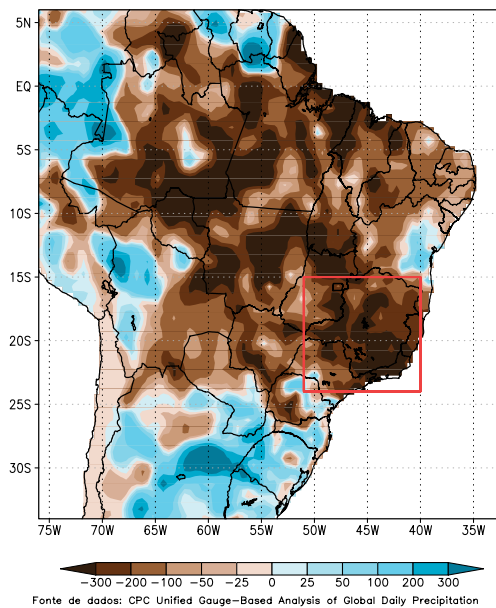 5N
EQ
5S
10S
15S
20S
25S
30S
75W 70W 65W 60W 55W 50W 45W 40W 35W
−300 −200 −100 −50 −25 0 25 50 100 200 300
Fonte de dados: CPC Unified Gauge−Based Analysis of Global Daily Precipitation